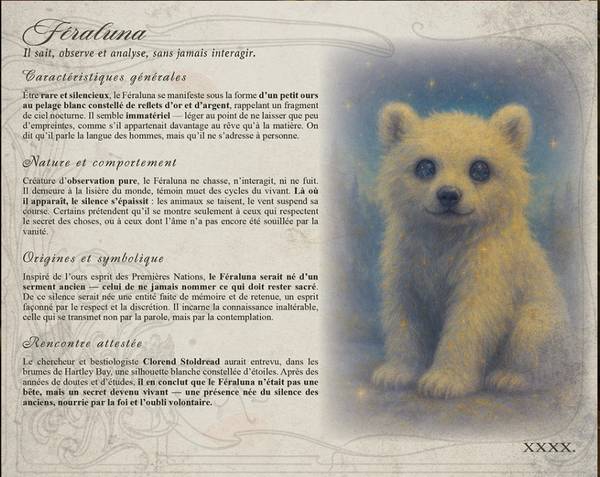 Féraluna
Il sait, observe et analyse, sans jamais interagir.
Caractéristiques générales
Être rare et silencieux, le Féraluna se manifeste sous la forme d'un petit ours
au pelage blanc constellé de reflets d'or et d'argent, rappelant un fragment
de ciel nocturne. Il semble immatériel — léger au point de ne laisser que peu
d'empreintes, comme s'il appartenait davantage au rêve qu'à la matière. On
dit qu'il parle la langue des hommes, mais qu'il ne s'adresse à personne.
Nature et comportement
Créature d'observation pure, le Féraluna ne chasse, n'interagit, ni ne fuit.
Il demeure à la lisière du monde, témoin muet des cycles du vivant. Là où
il apparaît, le silence s'épaissit : les animaux se taisent, le vent suspend sa
course. Certains prétendent qu'il se montre seulement à ceux qui respectent
le secret des choses, ou à ceux dont l'âme n'a pas encore été souillée par la
vanité.
Origines et symbolique
Inspiré de l'ours esprit des Premières Nations, le Féraluna serait né d'un
serment ancien — celui de ne jamais nommer ce qui doit rester sacré.
De ce silence serait née une entité faite de mémoire et de retenue, un esprit
façonné par le respect et la discrétion. Il incarne la connaissance inaltérable,
celle qui se transmet non par la parole, mais par la contemplation.
Rencontre attestée
Le chercheur et bestiologiste Clorend Stoldread aurait entrevu, dans les
brumes de Hartley Bay, une silhouette blanche constellée d'étoiles. Après des
années de doutes et d'études, il en conclut que le Féraluna n'était pas une
bête, mais un secret devenu vivant — une présence née du silence des
anciens, nourrie par la foi et l'oubli volontaire.
XXXX.